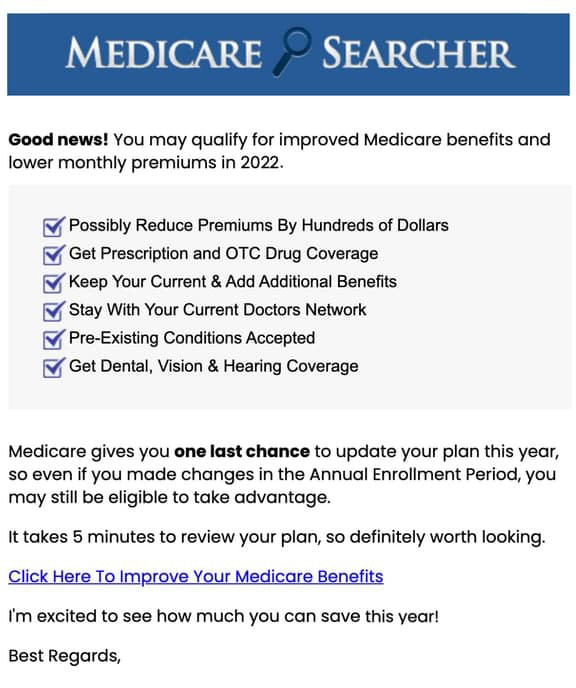 MEDICARE SEARCHER
Good news! You may qualify for improved Medicare benefits and
lower monthly premiums in 2022.
Possibly Reduce Premiums By Hundreds of Dollars
Get Prescription and OTC Drug Coverage
Keep Your Current & Add Additional Benefits
Stay With Your Current Doctors Network
Pre-Existing Conditions Accepted
Get Dental, Vision & Hearing Coverage
Medicare gives you one last chance to update your plan this year,
so even if you made changes in the Annual Enrollment Period, you
may still be eligible to take advantage.
It takes 5 minutes to review your plan, so definitely worth looking.
Click Here To Improve Your Medicare Benefits
I'm excited to see how much you can save this year!
Best Regards,